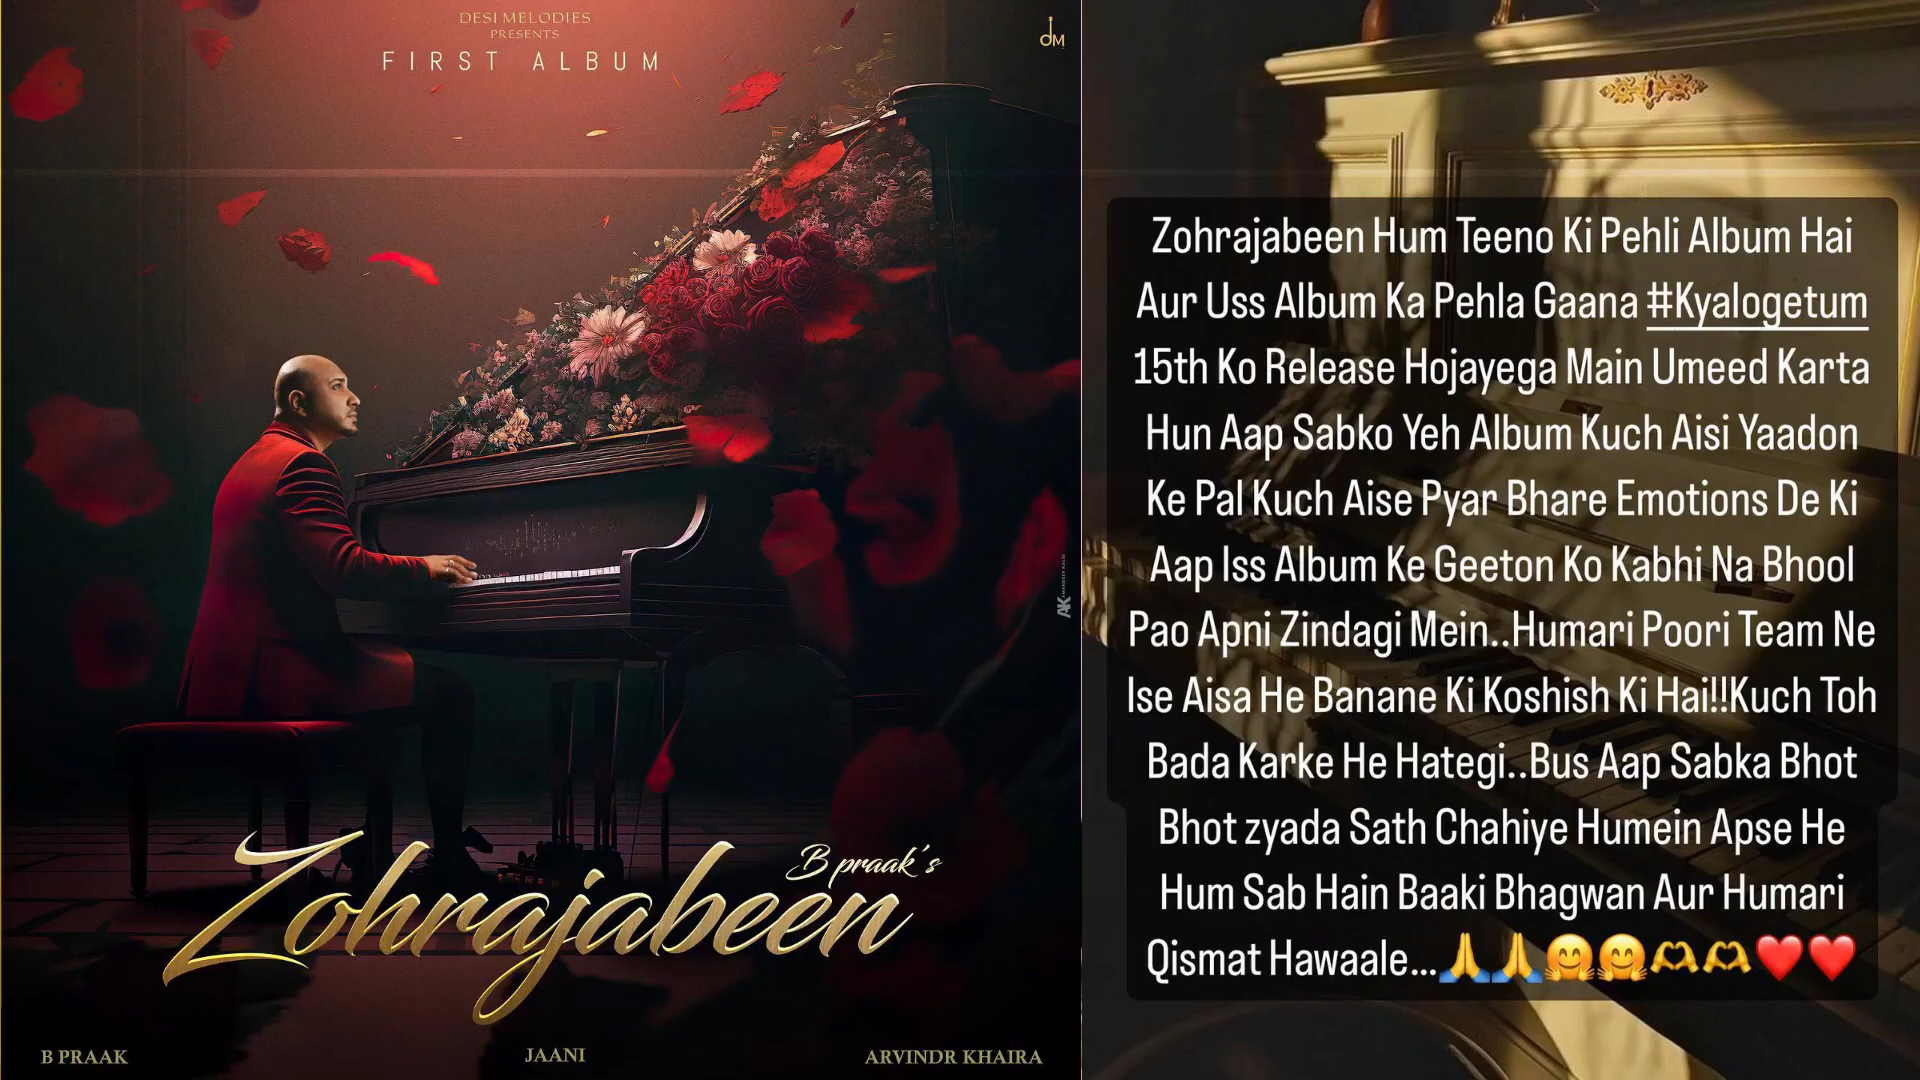 DESI MELODIES
PRESENTS
FIRST ALBUM
DM
B praak's
Zohrajabeen
B PRAAK
JAANI
ARVINDR KHAIRA
AK
Zohrajabeen Hum Teeno Ki Pehli Album Hai
Aur Uss Album Ka Pehla Gaana #Kyalogetum
15th Ko Release Hojayega Main Umeed Karta
Hun Aap Sabko Yeh Album Kuch Aisi Yaadon
Ke Pal Kuch Aise Pyar Bhare Emotions De Ki
Aap Iss Album Ke Geeton Ko Kabhi Na Bhool
Pao Apni Zindagi Mein..Humari Poori Team Ne
Ise Aisa He Banane Ki Koshish Ki Hai!!Kuch Toh
Bada Karke He Hategi..Bus Aap Sabka Bhot
Bhot zyada Sath Chahiye Humein Apse He
Hum Sab Hain Baaki Bhagwan Aur Humari
Qismat Hawaale...🙏🙏🤗🤗🫶🫶❤️❤️